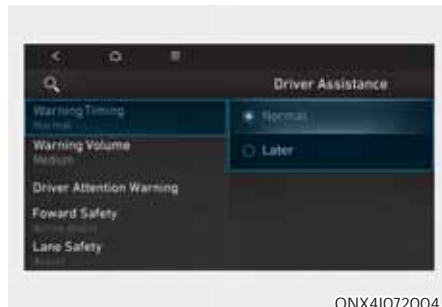 Driver Assistance
Warning Timing
Normal
Warning Volume
Medium
Driver Attention Warning
Foward Safety
Active Assist
Lane Safety
Assist
Normal
Later
ONX4I072004